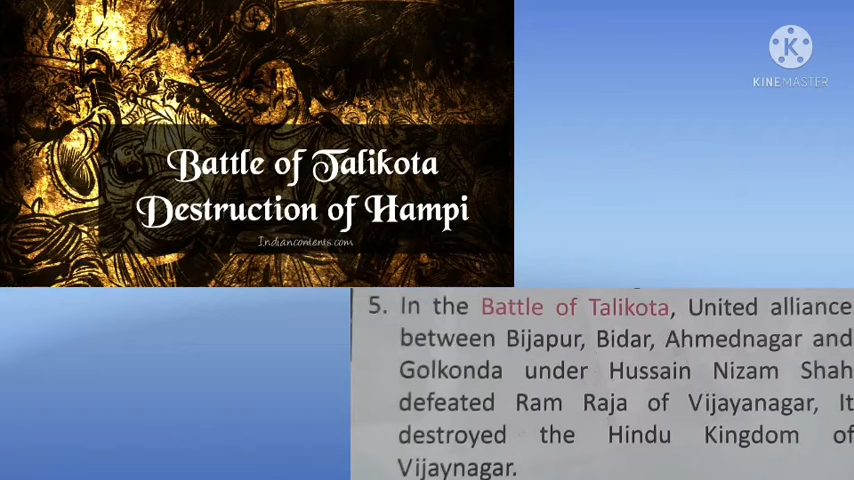 KINEMASTER
Battle of Talikota
Destruction of Hampi
Indiancontents.com
5. In the Battle of Talikota, United alliance
between Bijapur, Bidar, Ahmednagar and
Golkonda under Hussain Nizam Shah
defeated Ram Raja of Vijayanagar, It
destroyed the Hindu Kingdom of
Vijaynagar.